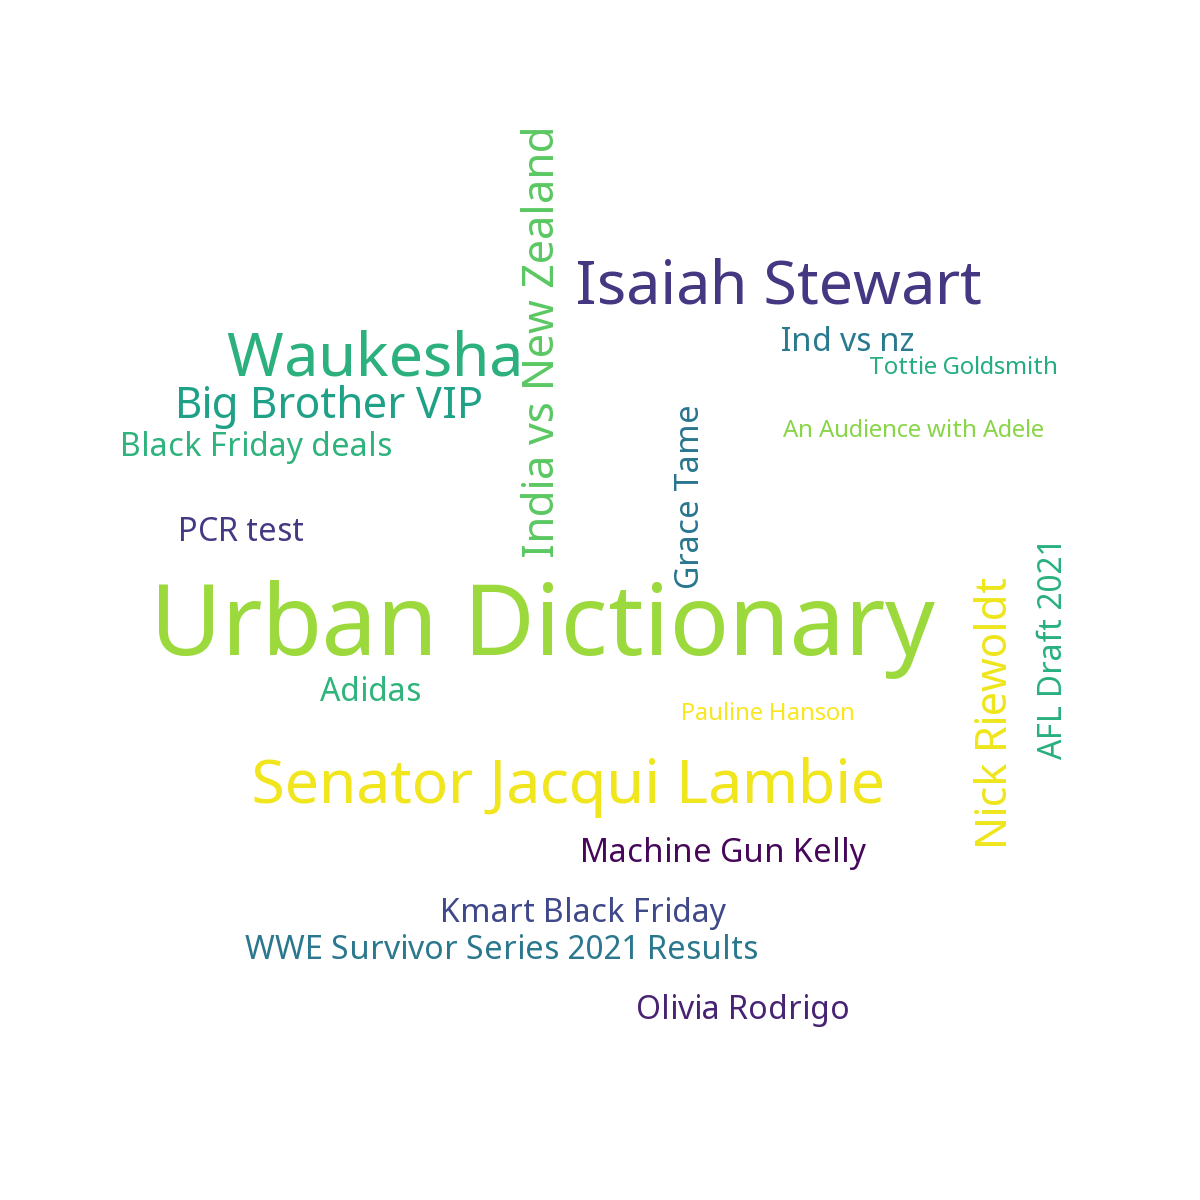 India vs New Zealand
Isaiah Stewart
Waukesha
Ind vs nz
Tottie Goldsmith
Big Brother VIP
An Audience with Adele
Black Friday deals
Grace Tame
PCR test
Urban Dictionary
AFL Draft 2021
Nick Riewoldt
Adidas
Pauline Hanson
Senator Jacqui Lambie
Machine Gun Kelly
Kmart Black Friday
WWE Survivor Series 2021 Results
Olivia Rodrigo